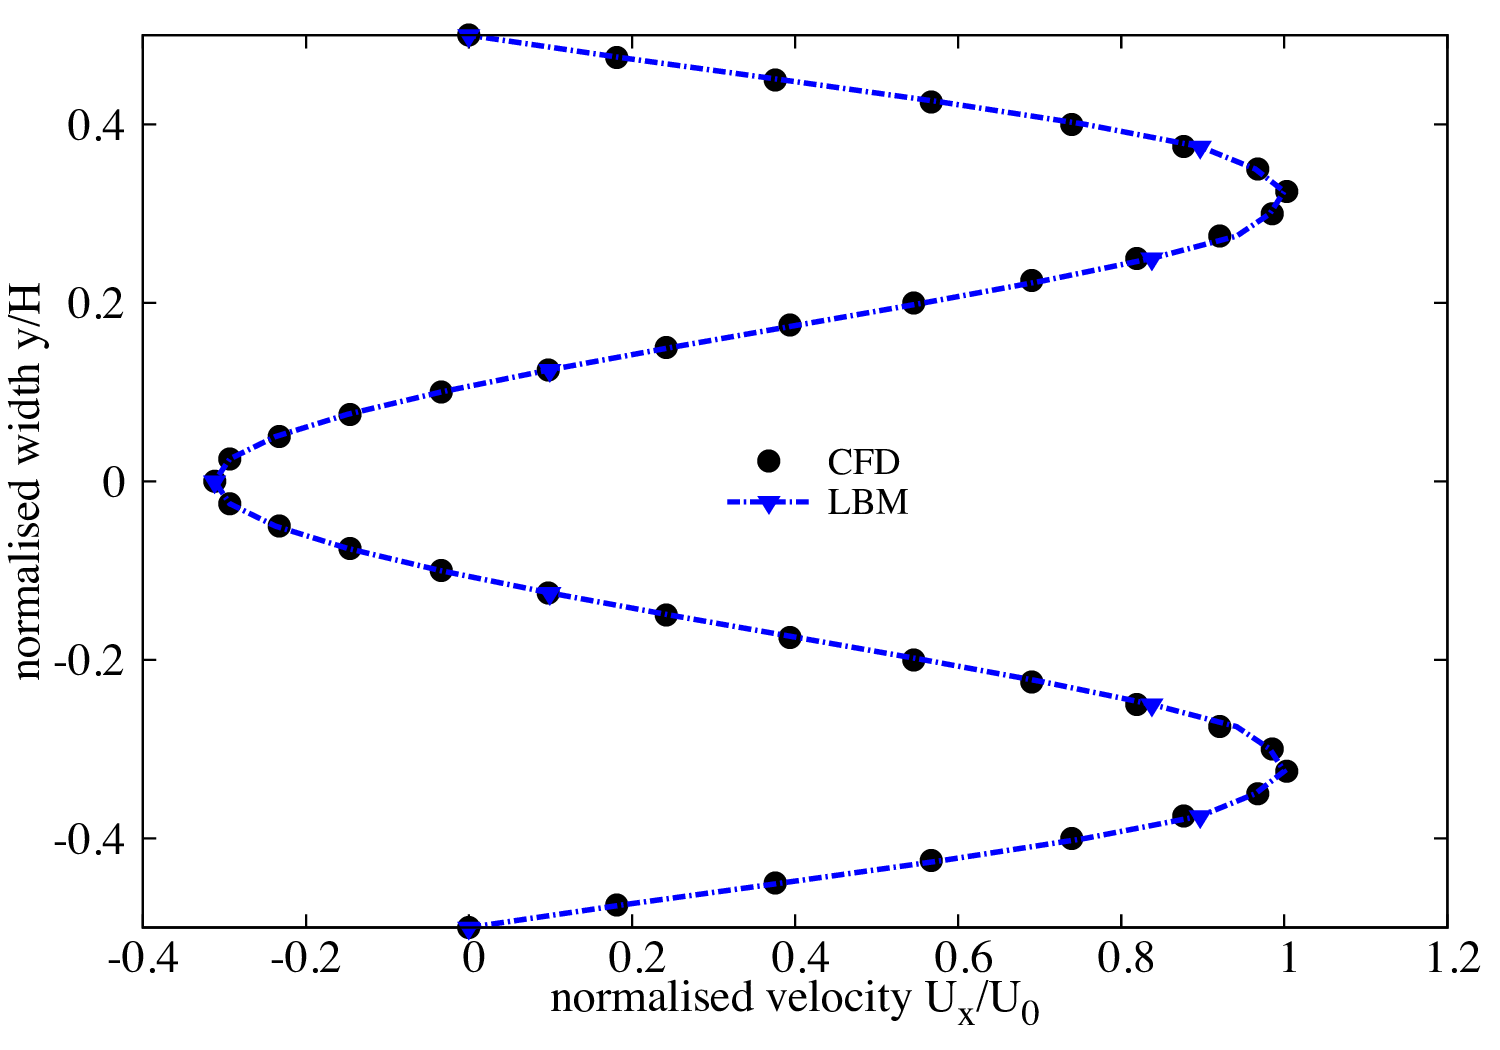 0.4
0.2
0
-0.2
-0.4
normalised width y/H
CFD
LBM
-0.4 -0.2 0 0.2 0.4 0.6 0.8 1 1.2
normalised velocity Uₓ/U₀